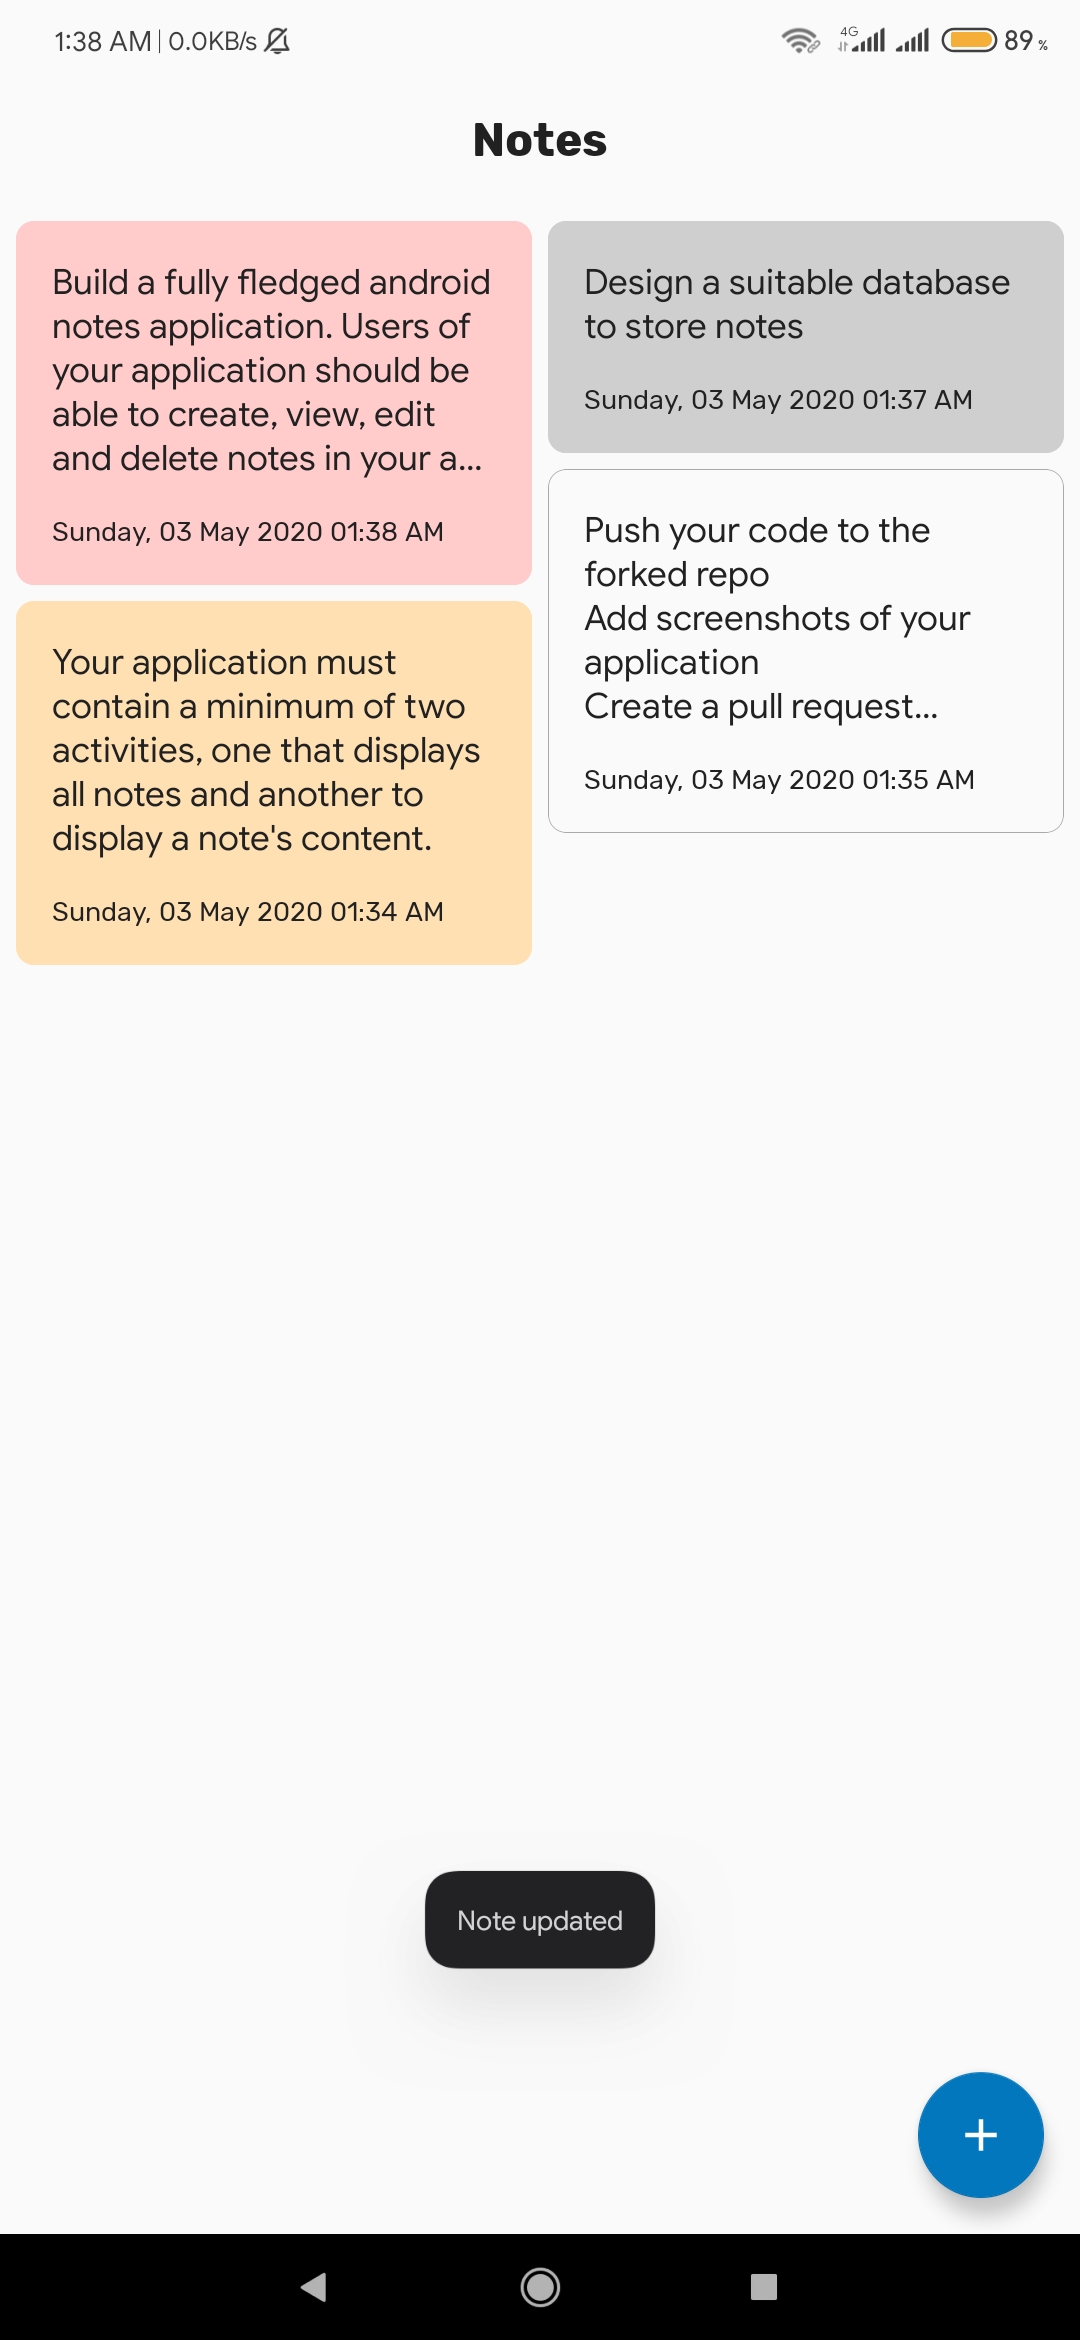 1:38 AM | 0.0KB/s
4G
89 %
Notes
Build a fully fledged android
notes application. Users of
your application should be
able to create, view, edit
and delete notes in your a...
Sunday, 03 May 2020 01:38 AM
Design a suitable database
to store notes
Sunday, 03 May 2020 01:37 AM
Your application must
contain a minimum of two
activities, one that displays
all notes and another to
display a note's content.
Sunday, 03 May 2020 01:34 AM
Push your code to the
forked repo
Add screenshots of your
application
Create a pull request...
Sunday, 03 May 2020 01:35 AM
Note updated